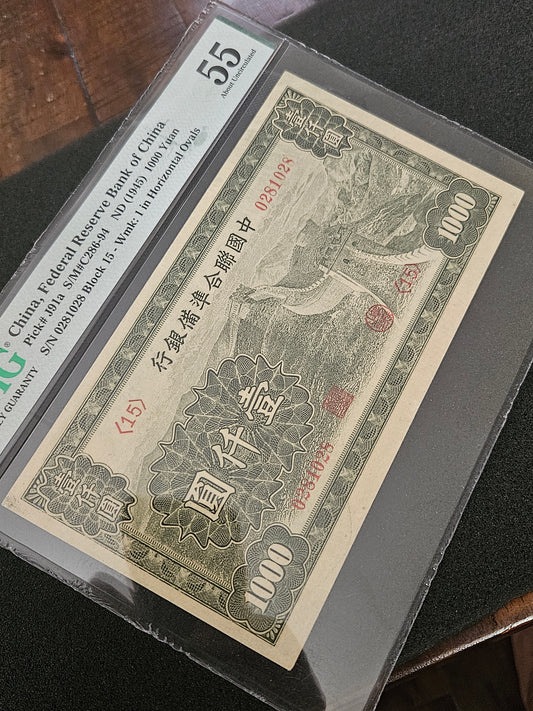 China, Federal Reserve Bank of China
Pick# J91a S/M#C286-94 ND (1945) 1000 Yuan
S/N 0281028 Block 15 - Wmk: 1 in Horizontal Ovals
55
About Uncirculated
G®
Y GUARANTY
壹仟圓
0281028
1000
中國聯合準備銀行
〈15〉
〈15〉
壹仟圓
壹仟圓
0281028
1000